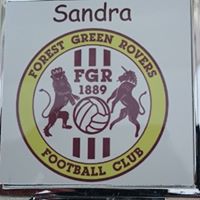 Sandra
FOREST GREEN ROVERS
FGR
1889
FOOTBALL CLUB